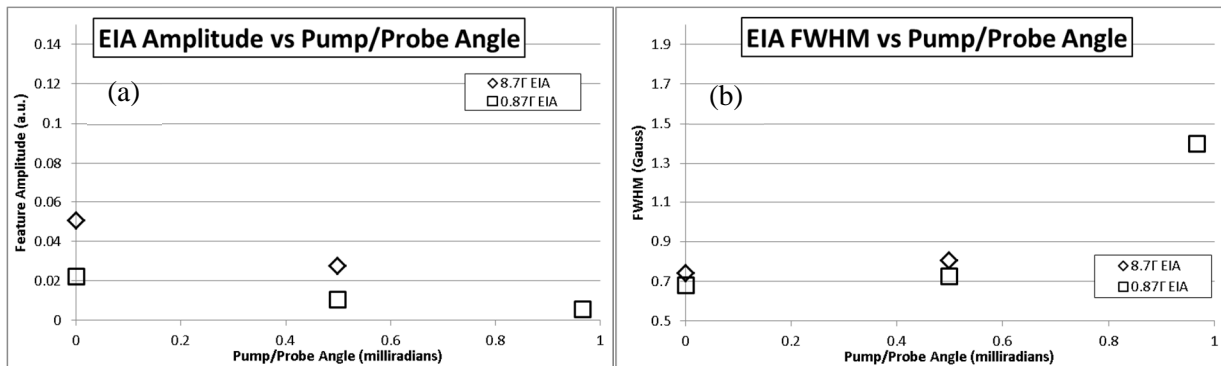 EIA Amplitude vs Pump/Probe Angle
(a)
◇ 8.7Γ EIA
□ 0.87Γ EIA
Feature Amplitude (a.u.)
0.14
0.12
0.1
0.08
0.06
0.04
0.02
0
0 0.2 0.4 0.6 0.8 1
Pump/Probe Angle (milliradians)
EIA FWHM vs Pump/Probe Angle
(b)
FWHM (Gauss)
1.9
1.7
1.5
1.3
1.1
0.9
0.7
0.5
◇ 8.7Γ EIA
□ 0.87Γ EIA
0 0.2 0.4 0.6 0.8 1
Pump/Probe Angle (milliradians)